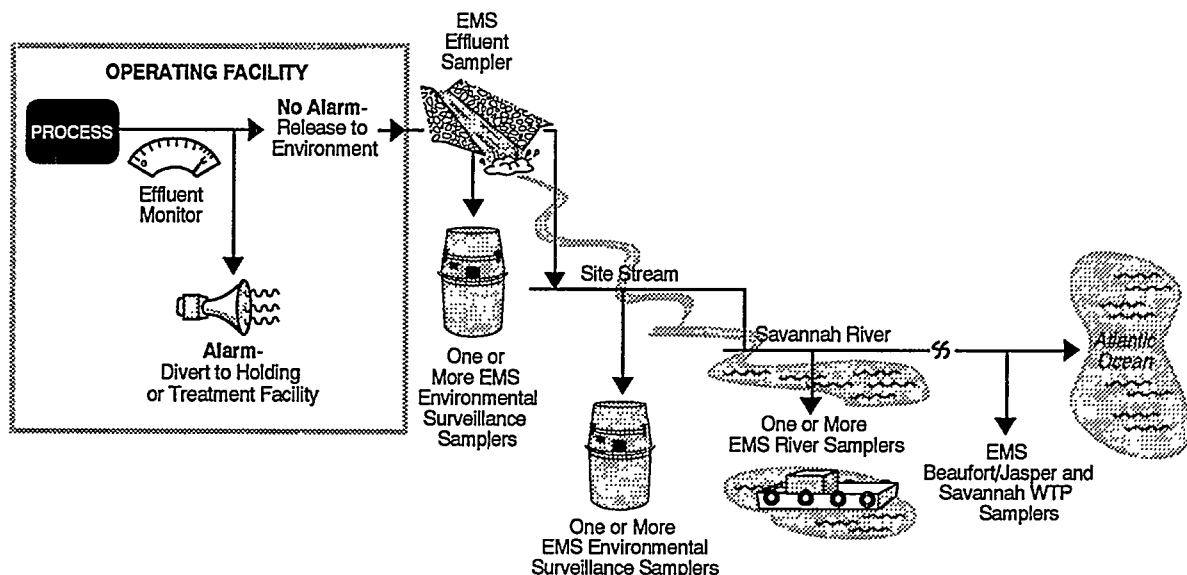 EMS
Effluent
Sampler
OPERATING FACILITY
PROCESS
No Alarm-
Release to
Environment
Effluent
Monitor
Alarm-
Divert to Holding
or Treatment Facility
One or
More EMS
Environmental
Surveillance
Samplers
Site Stream
One or More
EMS Environmental
Surveillance Samplers
Savannah River
One or More
EMS River Samplers
EMS
Beaufort/Jasper and
Savannah WTP
Samplers
Atlantic
Ocean